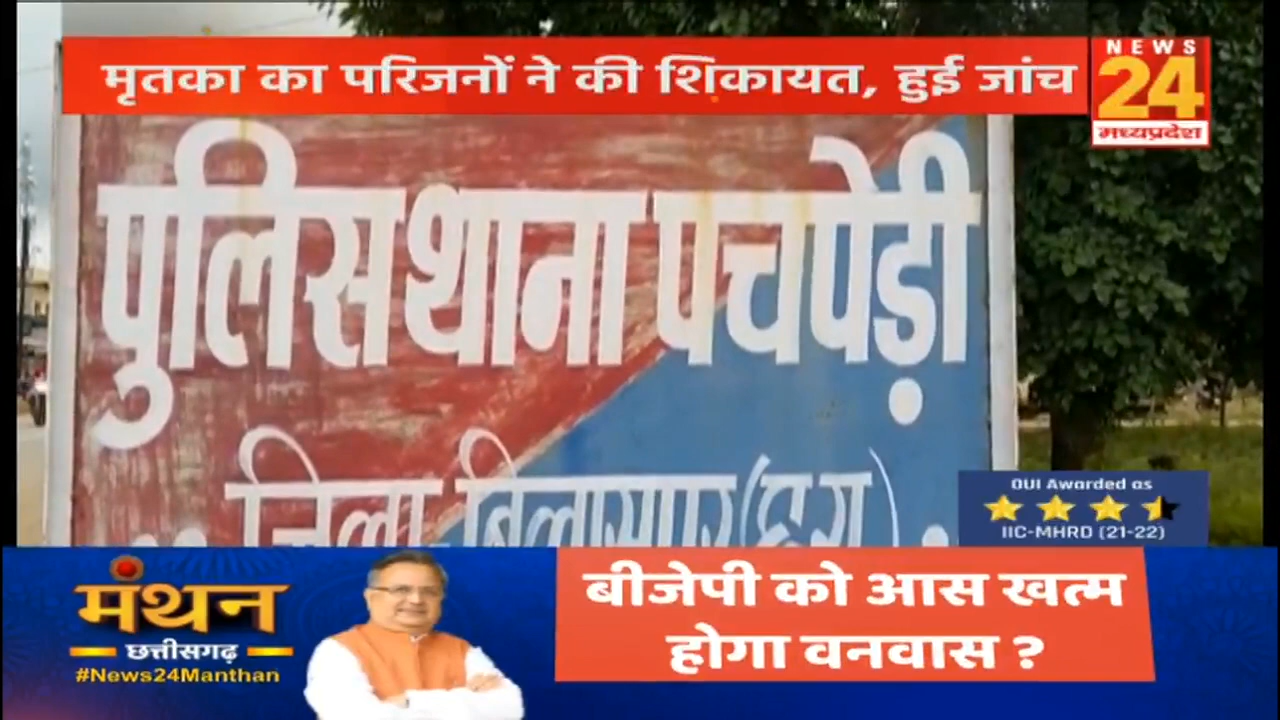 मृतका का परिजनों ने की शिकायत, हुई जांच
NEWS
24
मध्यप्रदेश
पुलिस थाना पचपेड़ी
जिला बिलासपुर (छ.ग.)
OUI Awarded as
IIC-MHRD (21-22)
मंथन
छत्तीसगढ़
#News24Manthan
बीजेपी को आस खत्म
होगा वनवास ?